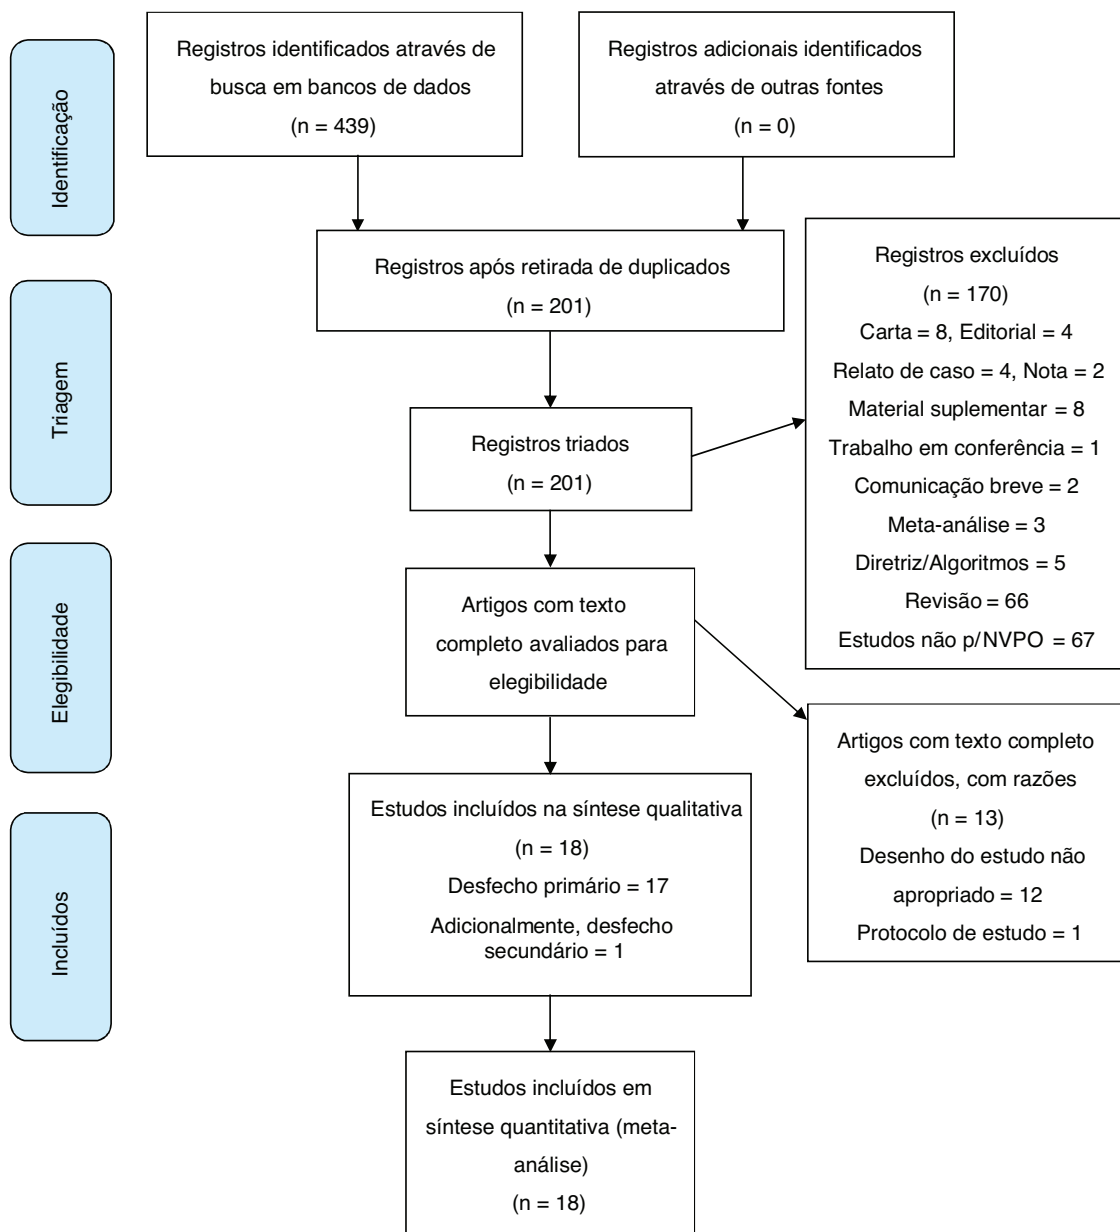 Identificação
Registros identificados através de
busca em bancos de dados
(n = 439)
Registros adicionais identificados
através de outras fontes
(n = 0)
Registros após retirada de duplicados
(n = 201)
Triagem
Registros triados
(n = 201)
Registros excluídos
(n = 170)
Carta = 8, Editorial = 4
Relato de caso = 4, Nota = 2
Material suplementar = 8
Trabalho em conferência = 1
Comunicação breve = 2
Meta-análise = 3
Diretriz/Algoritmos = 5
Revisão = 66
Estudos não p/NVPO = 67
Elegibilidade
Artigos com texto
completo avaliados para
elegibilidade
Artigos com texto completo
excluídos, com razões
(n = 13)
Desenho do estudo não
apropriado = 12
Protocolo de estudo = 1
Incluídos
Estudos incluídos na síntese qualitativa
(n = 18)
Desfecho primário = 17
Adicionalmente, desfecho
secundário = 1
Estudos incluídos em
síntese quantitativa (meta-
análise)
(n = 18)